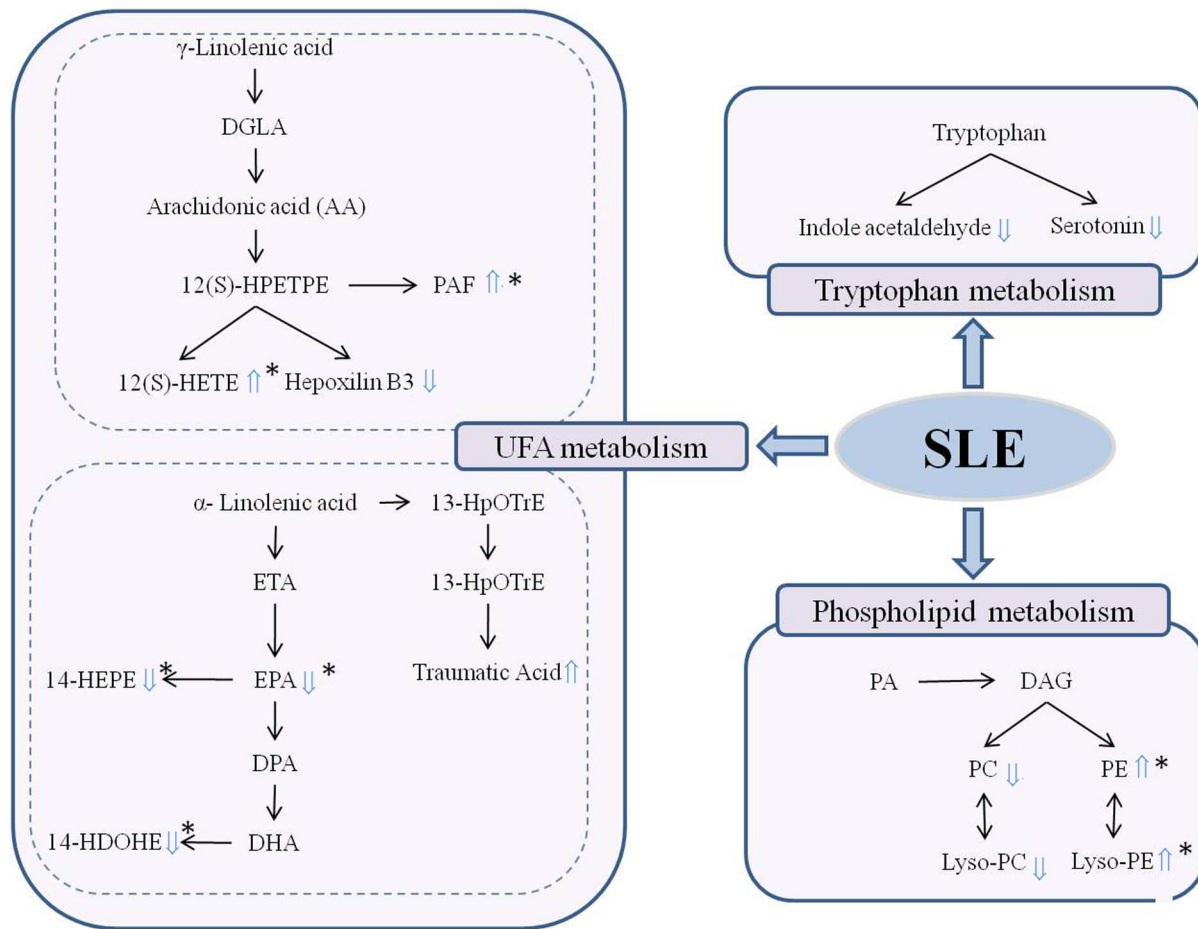 γ-Linolenic acid
DGLA
Arachidonic acid (AA)
12(S)-HPETPE
PAF ⇑ *
12(S)-HETE ⇑ *
Hepoxilin B3 ⇓
UFA metabolism
α- Linolenic acid
13-HpOTrE
ETA
13-HpOTrE
14-HEPE ⇓ *
EPA ⇓ *
Traumatic Acid ⇑
DPA
14-HDOHE ⇓ *
DHA
Tryptophan
Indole acetaldehyde ⇓
Serotonin ⇓
Tryptophan metabolism
SLE
Phospholipid metabolism
PA
DAG
PC ⇓
PE ⇑ *
Lyso-PC ⇓
Lyso-PE ⇑ *